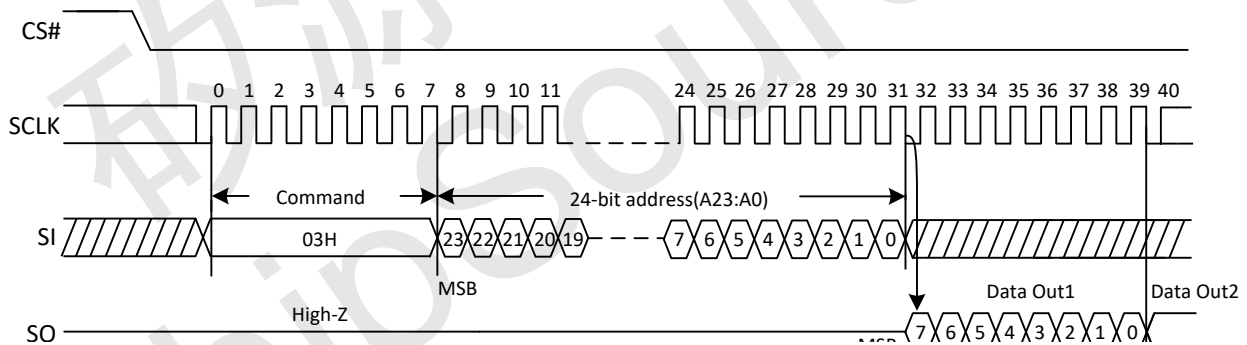 CS#
0 1 2 3 4 5 6 7 8 9 10 11 24 25 26 27 28 29 30 31 32 33 34 35 36 37 38 39 40
SCLK
Command 24-bit address(A23:A0)
SI 03H 23 22 21 20 19 7 6 5 4 3 2 1 0
MSB Data Out1 Data Out2
High-Z
SO MSB 7 6 5 4 3 2 1 0